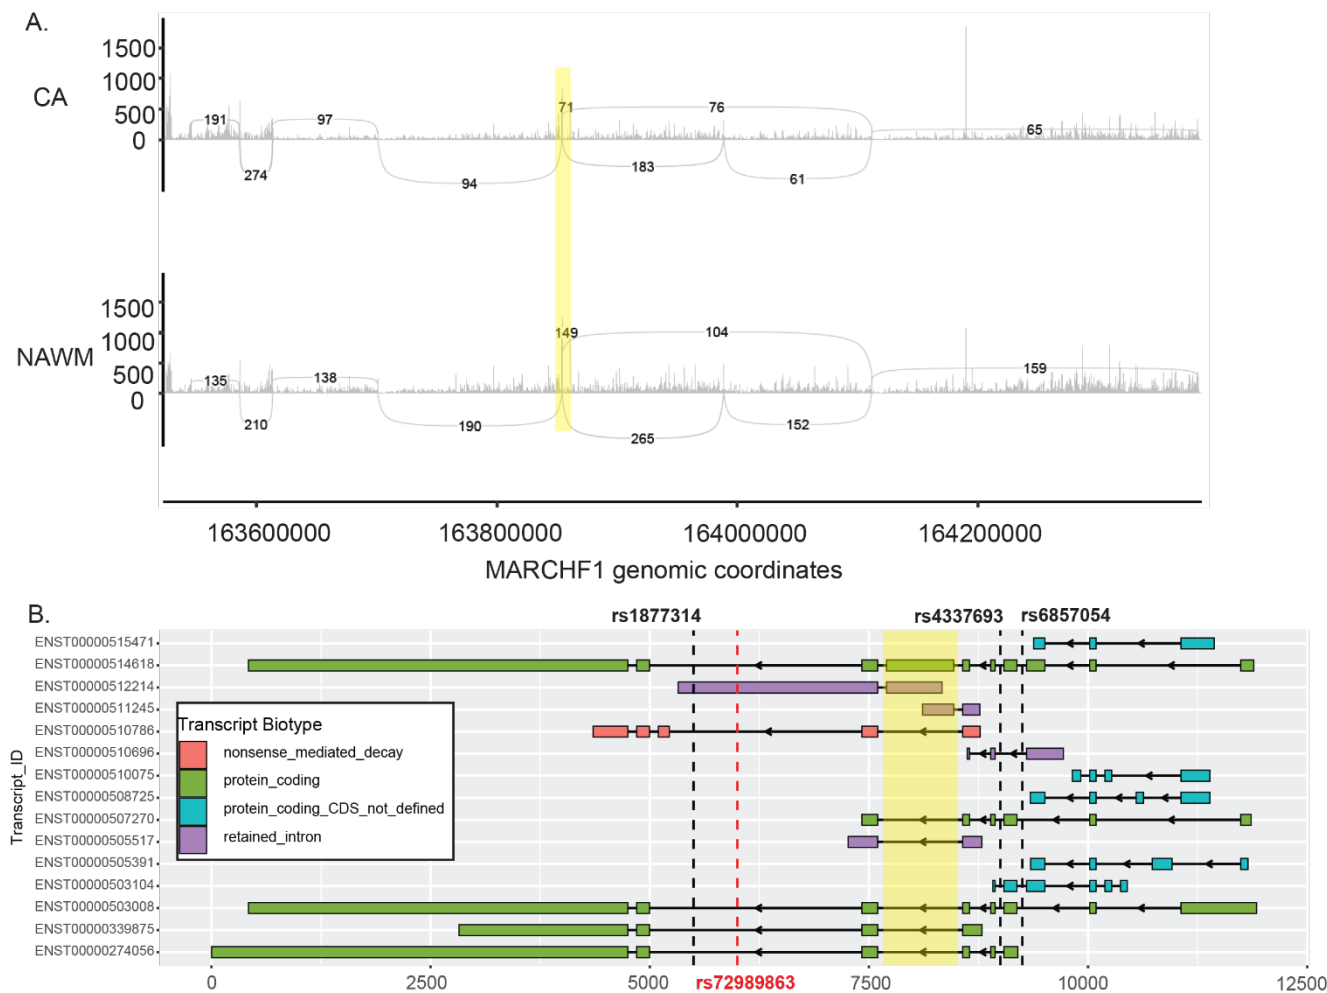 A.
1500
1000
500
0
CA
191
97
274
94
71
76
183
61
65
1500
1000
500
0
NAWM
135
138
210
190
149
104
265
152
159
163600000 163800000 164000000 164200000
MARCHF1 genomic coordinates
B.
rs1877314 rs4337693 rs6857054
Transcript_ID
ENST00000515471
ENST00000514618
ENST00000512214
ENST00000511245
ENST00000510786
ENST00000510696
ENST00000510075
ENST00000508725
ENST00000507270
ENST00000505517
ENST00000505391
ENST00000503104
ENST00000503008
ENST00000339875
ENST00000274056
Transcript Biotype
nonsense_mediated_decay
protein_coding
protein_coding_CDS_not_defined
retained_intron
0 2500 5000 rs72989863 7500 10000 12500